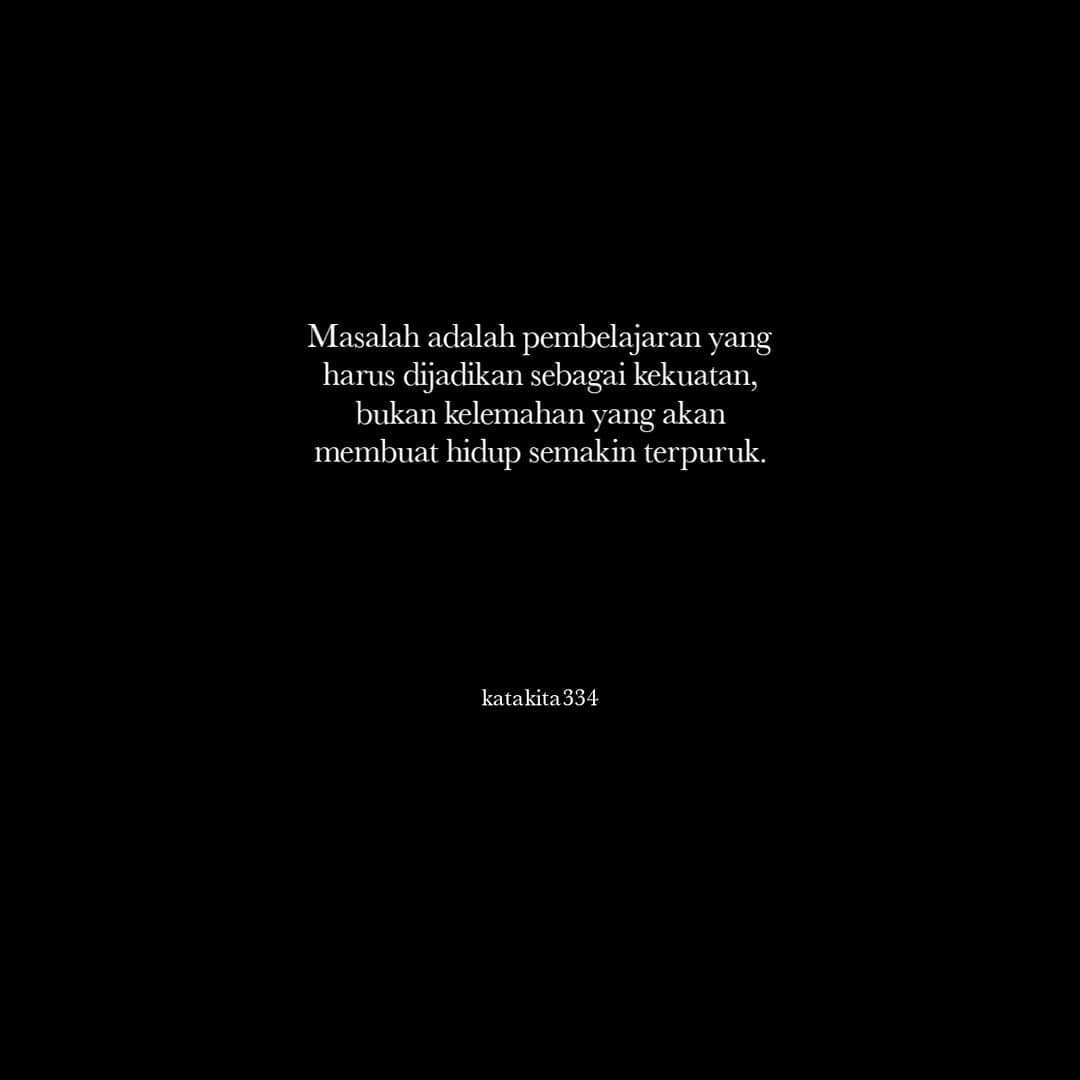 Masalah adalah pembelajaran yang
harus dijadikan sebagai kekuatan,
bukan kelemahan yang akan
membuat hidup semakin terpuruk.
katakita334